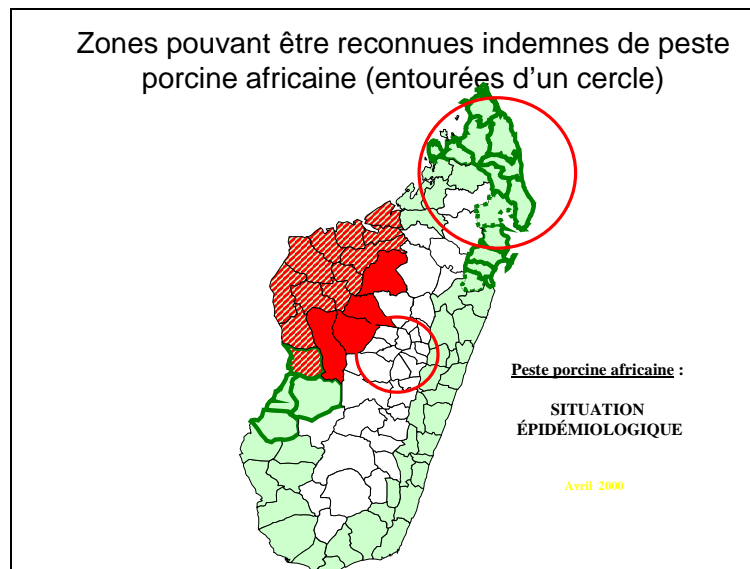 Zones pouvant être reconnues indemnes de peste
porcine africaine (entourées d'un cercle)
Peste porcine africaine :
SITUATION
ÉPIDÉMIOLOGIQUE
Avril 2000